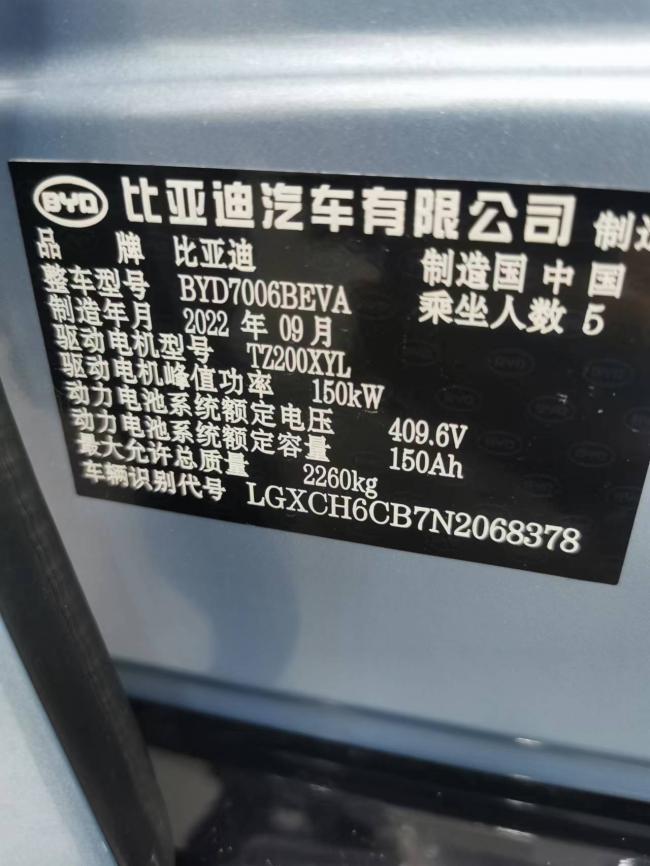 BYD 比亚迪汽车有限公司 制造
品 牌 比亚迪 制造国 中国
整车型号 BYD7006BEVA 乘坐人数 5
制造年月 2022 年 09 月
驱动电机型号 TZ200XYL
驱动电机峰值功率 150kW
动力电池系统额定电压 409.6V
动力电池系统额定容量 150Ah
最大允许总质量 2260kg
车辆识别代号 LGXCH6CB7N2068378